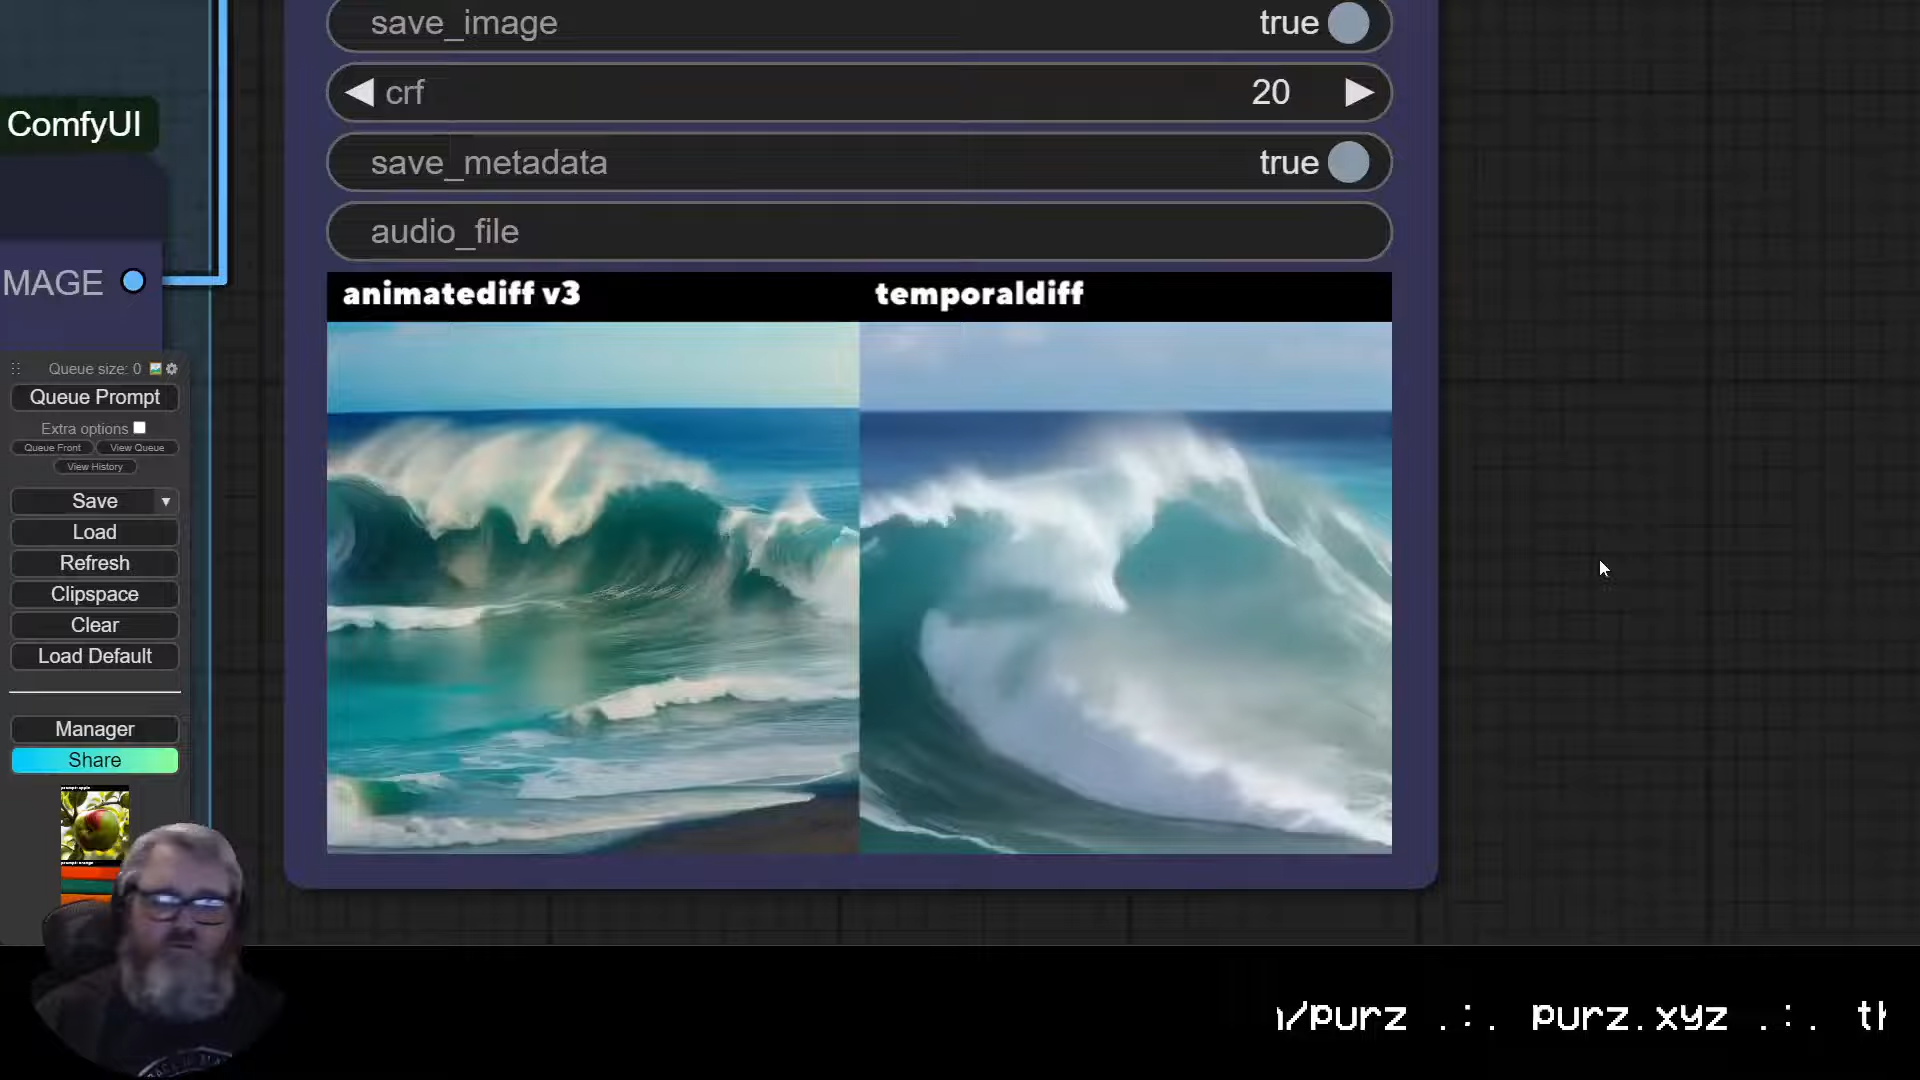 save_image true
crf 20
ComfyUI
save_metadata true
audio_file
MAGE
animatediff v3 temporaldiff
Queue size: 0
Queue Prompt
Extra options
Queue Front View Queue
View History
Save
Load
Refresh
Clipspace
Clear
Load Default
Manager
Share
/purz .:. purz.xyz .:.